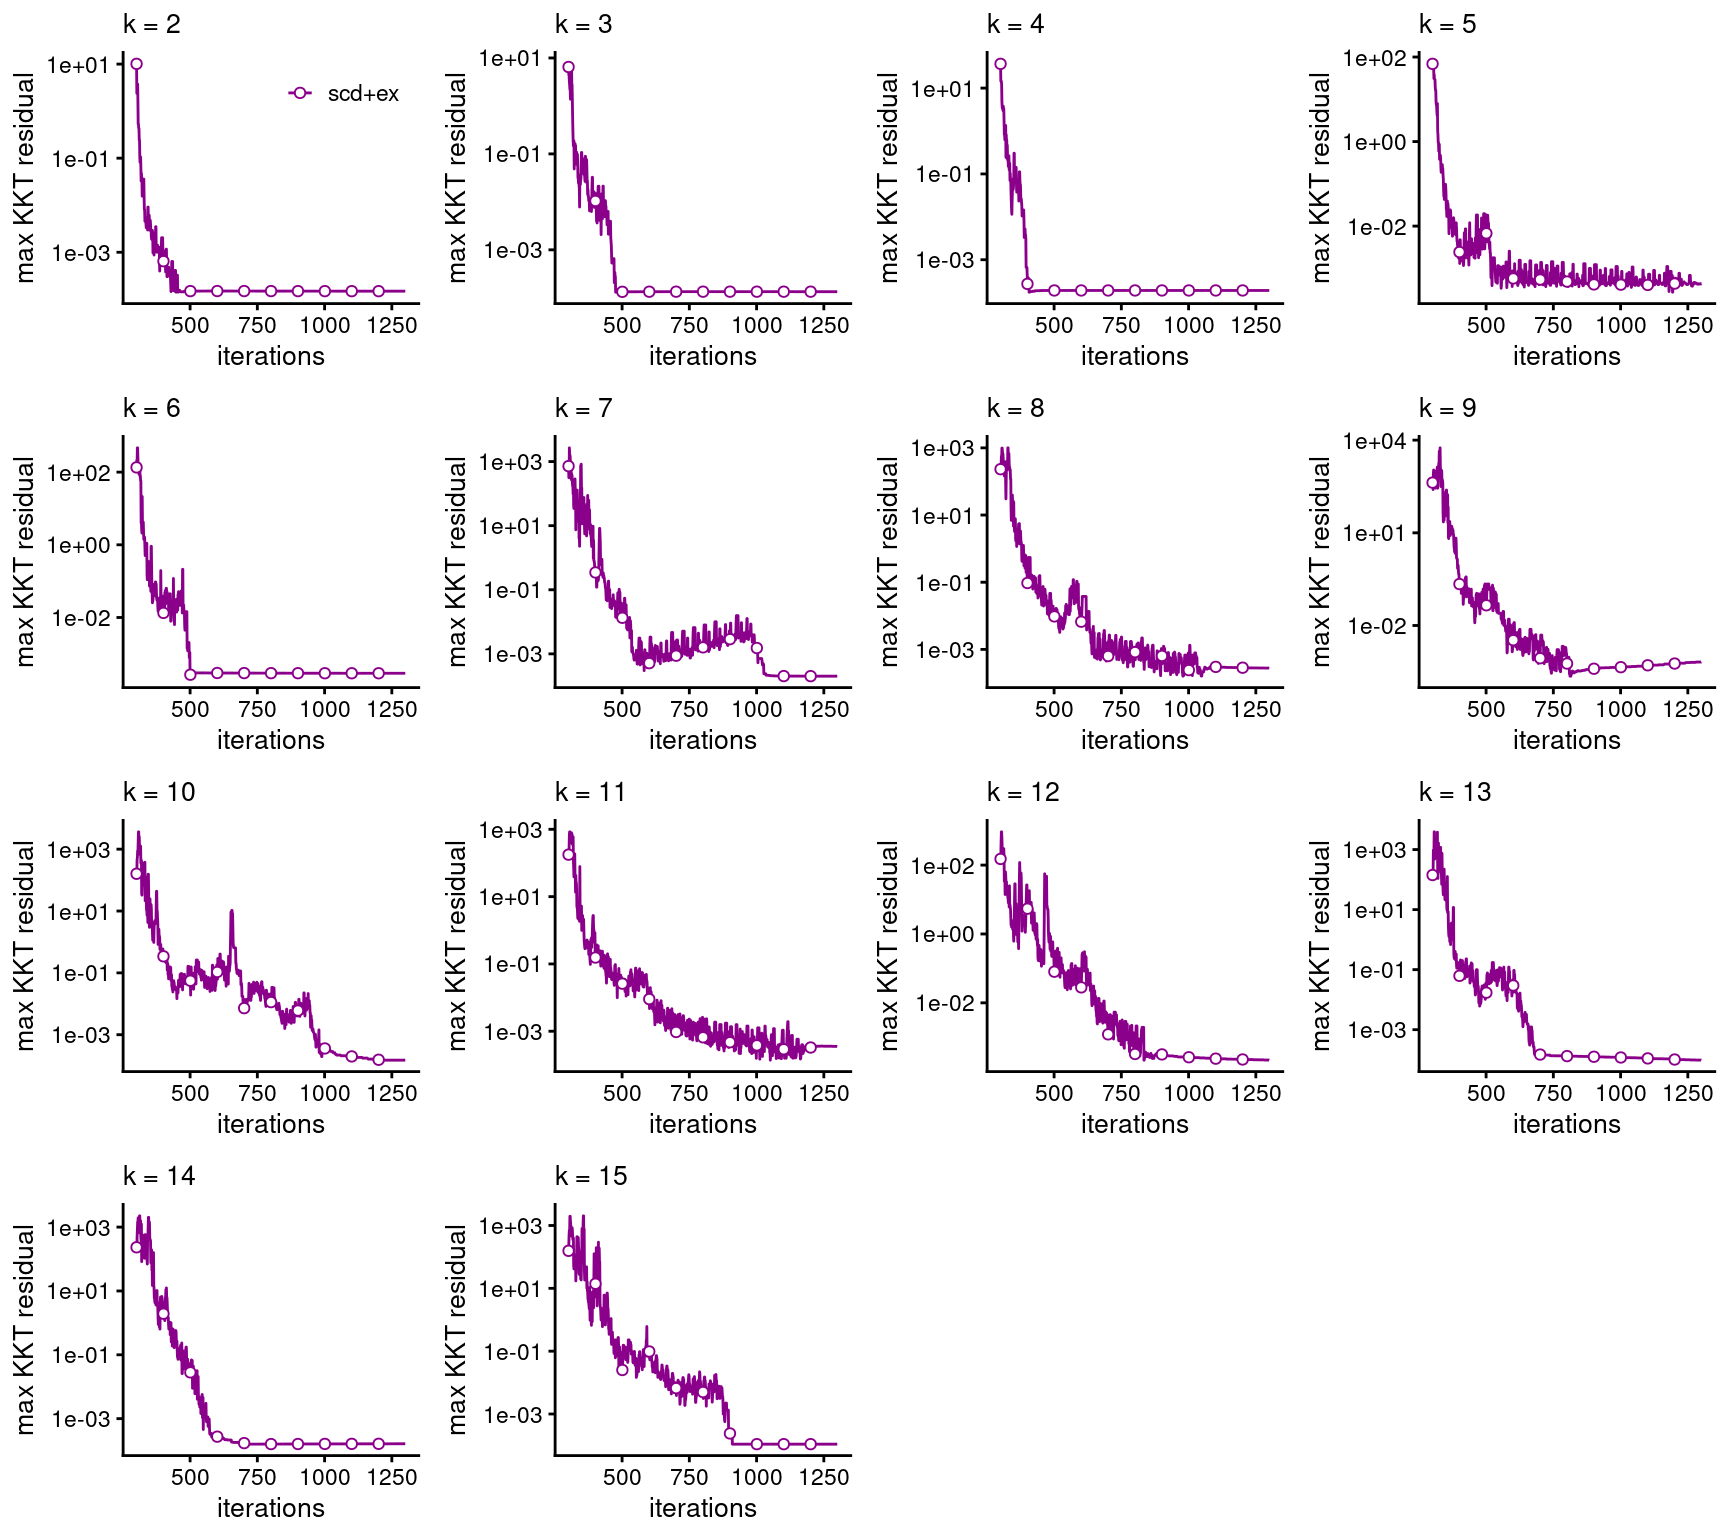 k = 2
max KKT residual
1e+01
1e-01
1e-03
scd+ex
500 750 1000 1250
iterations
k = 3
max KKT residual
1e+01
1e-01
1e-03
500 750 1000 1250
iterations
k = 4
max KKT residual
1e+01
1e-01
1e-03
500 750 1000 1250
iterations
k = 5
max KKT residual
1e+02
1e+00
1e-02
500 750 1000 1250
iterations
k = 6
max KKT residual
1e+02
1e+00
1e-02
500 750 1000 1250
iterations
k = 7
max KKT residual
1e+03
1e+01
1e-01
1e-03
500 750 1000 1250
iterations
k = 8
max KKT residual
1e+03
1e+01
1e-01
1e-03
500 750 1000 1250
iterations
k = 9
max KKT residual
1e+04
1e+01
1e-02
500 750 1000 1250
iterations
k = 10
max KKT residual
1e+03
1e+01
1e-01
1e-03
500 750 1000 1250
iterations
k = 11
max KKT residual
1e+03
1e+01
1e-01
1e-03
500 750 1000 1250
iterations
k = 12
max KKT residual
1e+02
1e+00
1e-02
500 750 1000 1250
iterations
k = 13
max KKT residual
1e+03
1e+01
1e-01
1e-03
500 750 1000 1250
iterations
k = 14
max KKT residual
1e+03
1e+01
1e-01
1e-03
500 750 1000 1250
iterations
k = 15
max KKT residual
1e+03
1e+01
1e-01
1e-03
500 750 1000 1250
iterations